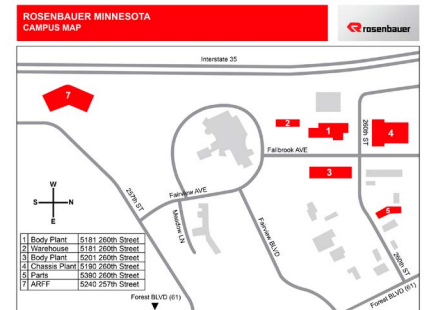 ROSENBAUER MINNESOTA
CAMPUS MAP
rosenbauer
Interstate 35
7
2
1
260th ST
4
Fallbrook AVE
3
W
S N
E
257th ST
Fairview AVE
Meadow LN
Fairview BLVD
5
260th ST
1 Body Plant 5181 260th Street
2 Warehouse 5181 260th Street
3 Body Plant 5201 260th Street
4 Chassis Plant 5190 260th Street
5 Parts 5390 260th Street
7 ARFF 5240 257th Street
Forest BLVD (61)
Forest BLVD (61)